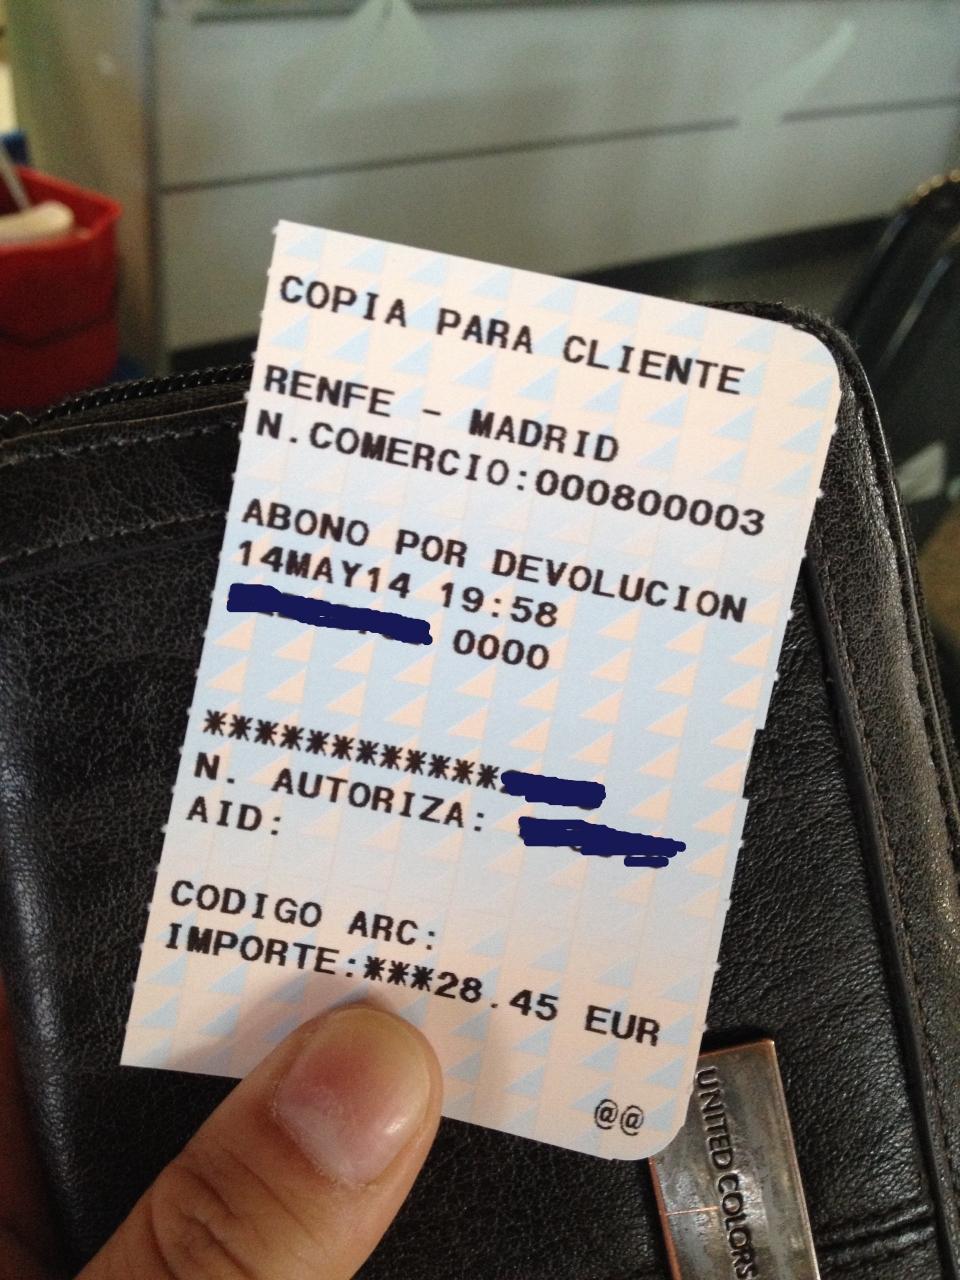 COPIA PARA CLIENTE
RENFE - MADRID
N.COMERCIO:000800003
ABONO POR DEVOLUCION
14MAY14 19:58
0000
************
N. AUTORIZA:
AID:
CODIGO ARC:
IMPORTE:***28.45 EUR
@@
UNITED COLORS